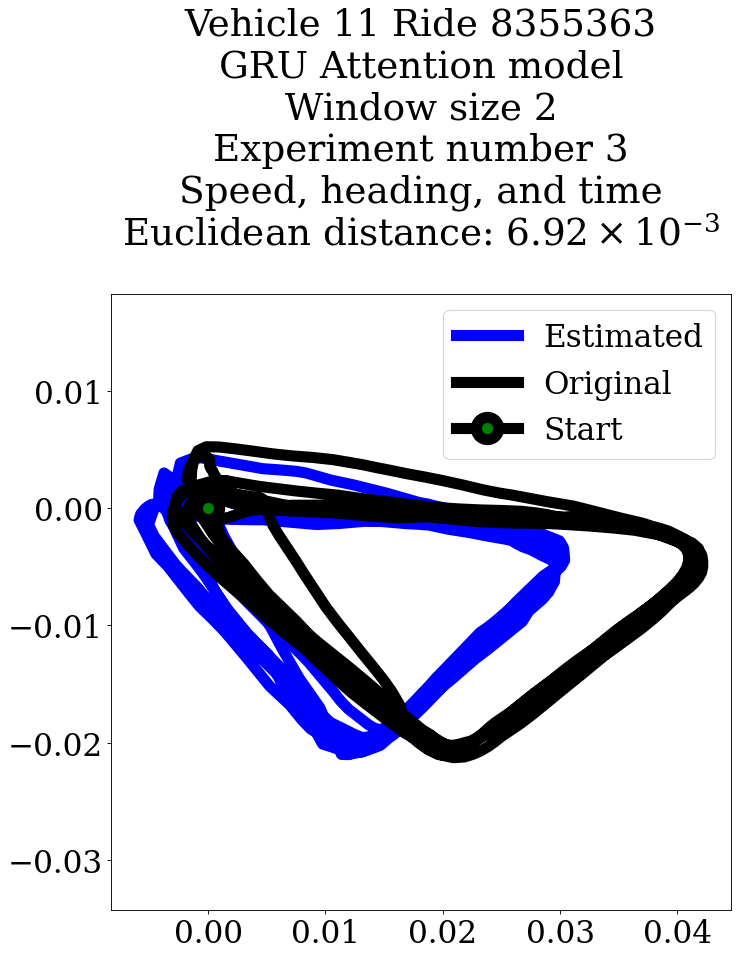 Vehicle 11 Ride 8355363
GRU Attention model
Window size 2
Experiment number 3
Speed, heading, and time
Euclidean distance: 6.92 × 10⁻³
Estimated
Original
Start
0.01
0.00
−0.01
−0.02
−0.03
0.00 0.01 0.02 0.03 0.04